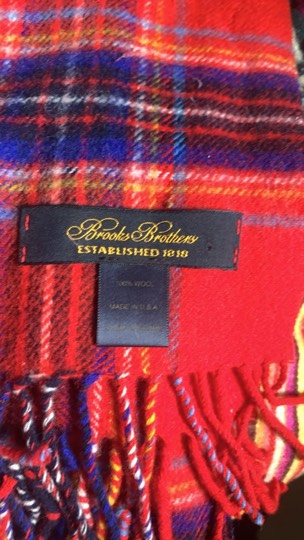 Brooks Brothers
ESTABLISHED 1818
100% WOOL
MADE IN U.S.A